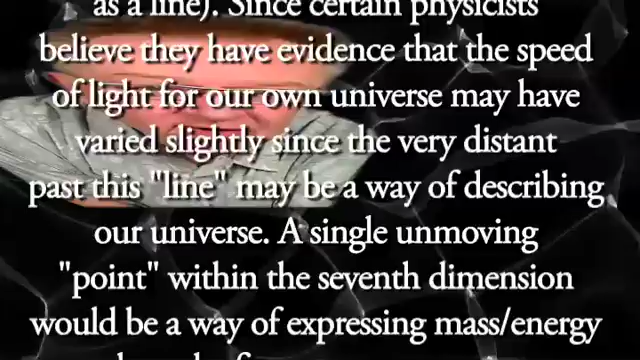 as a line). Since certain physicists
believe they have evidence that the speed
of light for our own universe may have
varied slightly since the very distant
past this "line" may be a way of describing
our universe. A single unmoving
"point" within the seventh dimension
would be a way of expressing mass/energy